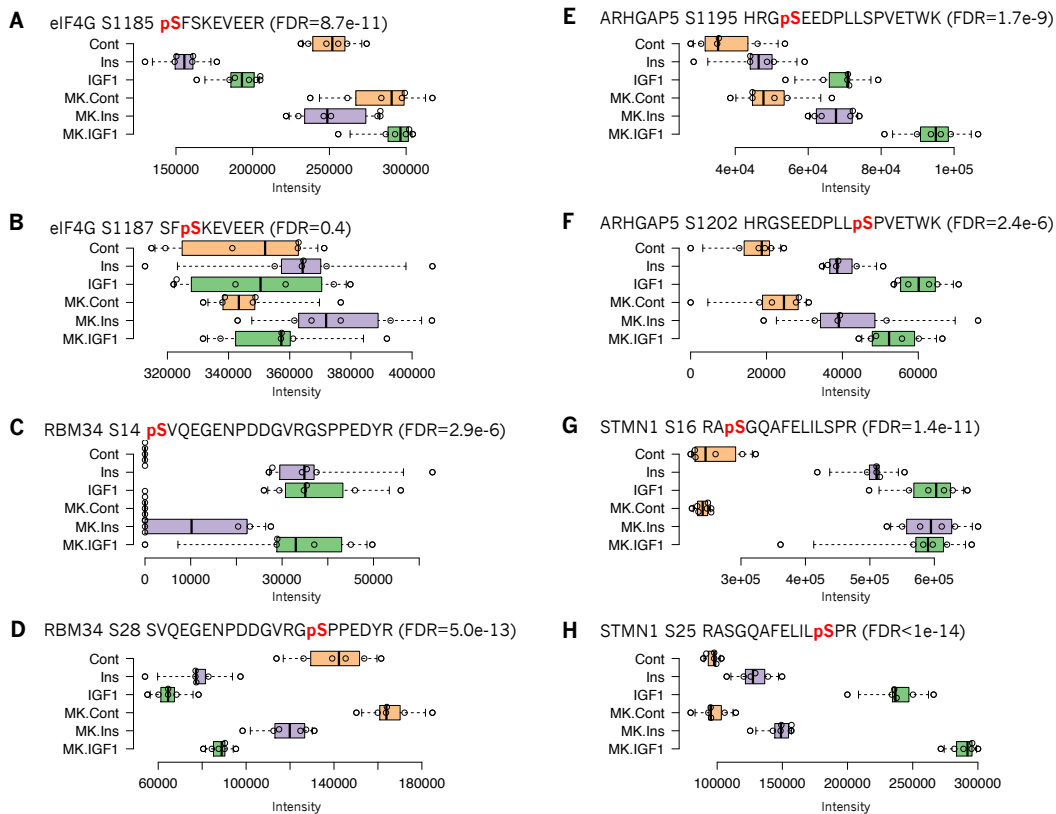 A
eIF4G S1185 pSFSKEVEER (FDR=8.7e-11)
Cont
Ins
IGF1
MK.Cont
MK.Ins
MK.IGF1
150000 200000 250000 300000
Intensity
B
eIF4G S1187 SFpSKEVEER (FDR=0.4)
Cont
Ins
IGF1
MK.Cont
MK.Ins
MK.IGF1
320000 340000 360000 380000 400000
Intensity
C
RBM34 S14 pSVQEGENPDDGVRGSPPEDYR (FDR=2.9e-6)
Cont
Ins
IGF1
MK.Cont
MK.Ins
MK.IGF1
0 10000 30000 50000
Intensity
D
RBM34 S28 SVQEGENPDDGVRGpSPPEDYR (FDR=5.0e-13)
Cont
Ins
IGF1
MK.Cont
MK.Ins
MK.IGF1
60000 100000 140000 180000
Intensity
E
ARHGAP5 S1195 HRGpSEEDPLLSPVETWK (FDR=1.7e-9)
Cont
Ins
IGF1
MK.Cont
MK.Ins
MK.IGF1
4e+04 6e+04 8e+04 1e+05
Intensity
F
ARHGAP5 S1202 HRGSEEDPLLpSPVETWK (FDR=2.4e-6)
Cont
Ins
IGF1
MK.Cont
MK.Ins
MK.IGF1
0 20000 40000 60000
Intensity
G
STMN1 S16 RApSGQAFELILSPR (FDR=1.4e-11)
Cont
Ins
IGF1
MK.Cont
MK.Ins
MK.IGF1
3e+05 4e+05 5e+05 6e+05
Intensity
H
STMN1 S25 RASGQAFELILpSPR (FDR<1e-14)
Cont
Ins
IGF1
MK.Cont
MK.Ins
MK.IGF1
100000 150000 200000 250000 300000
Intensity